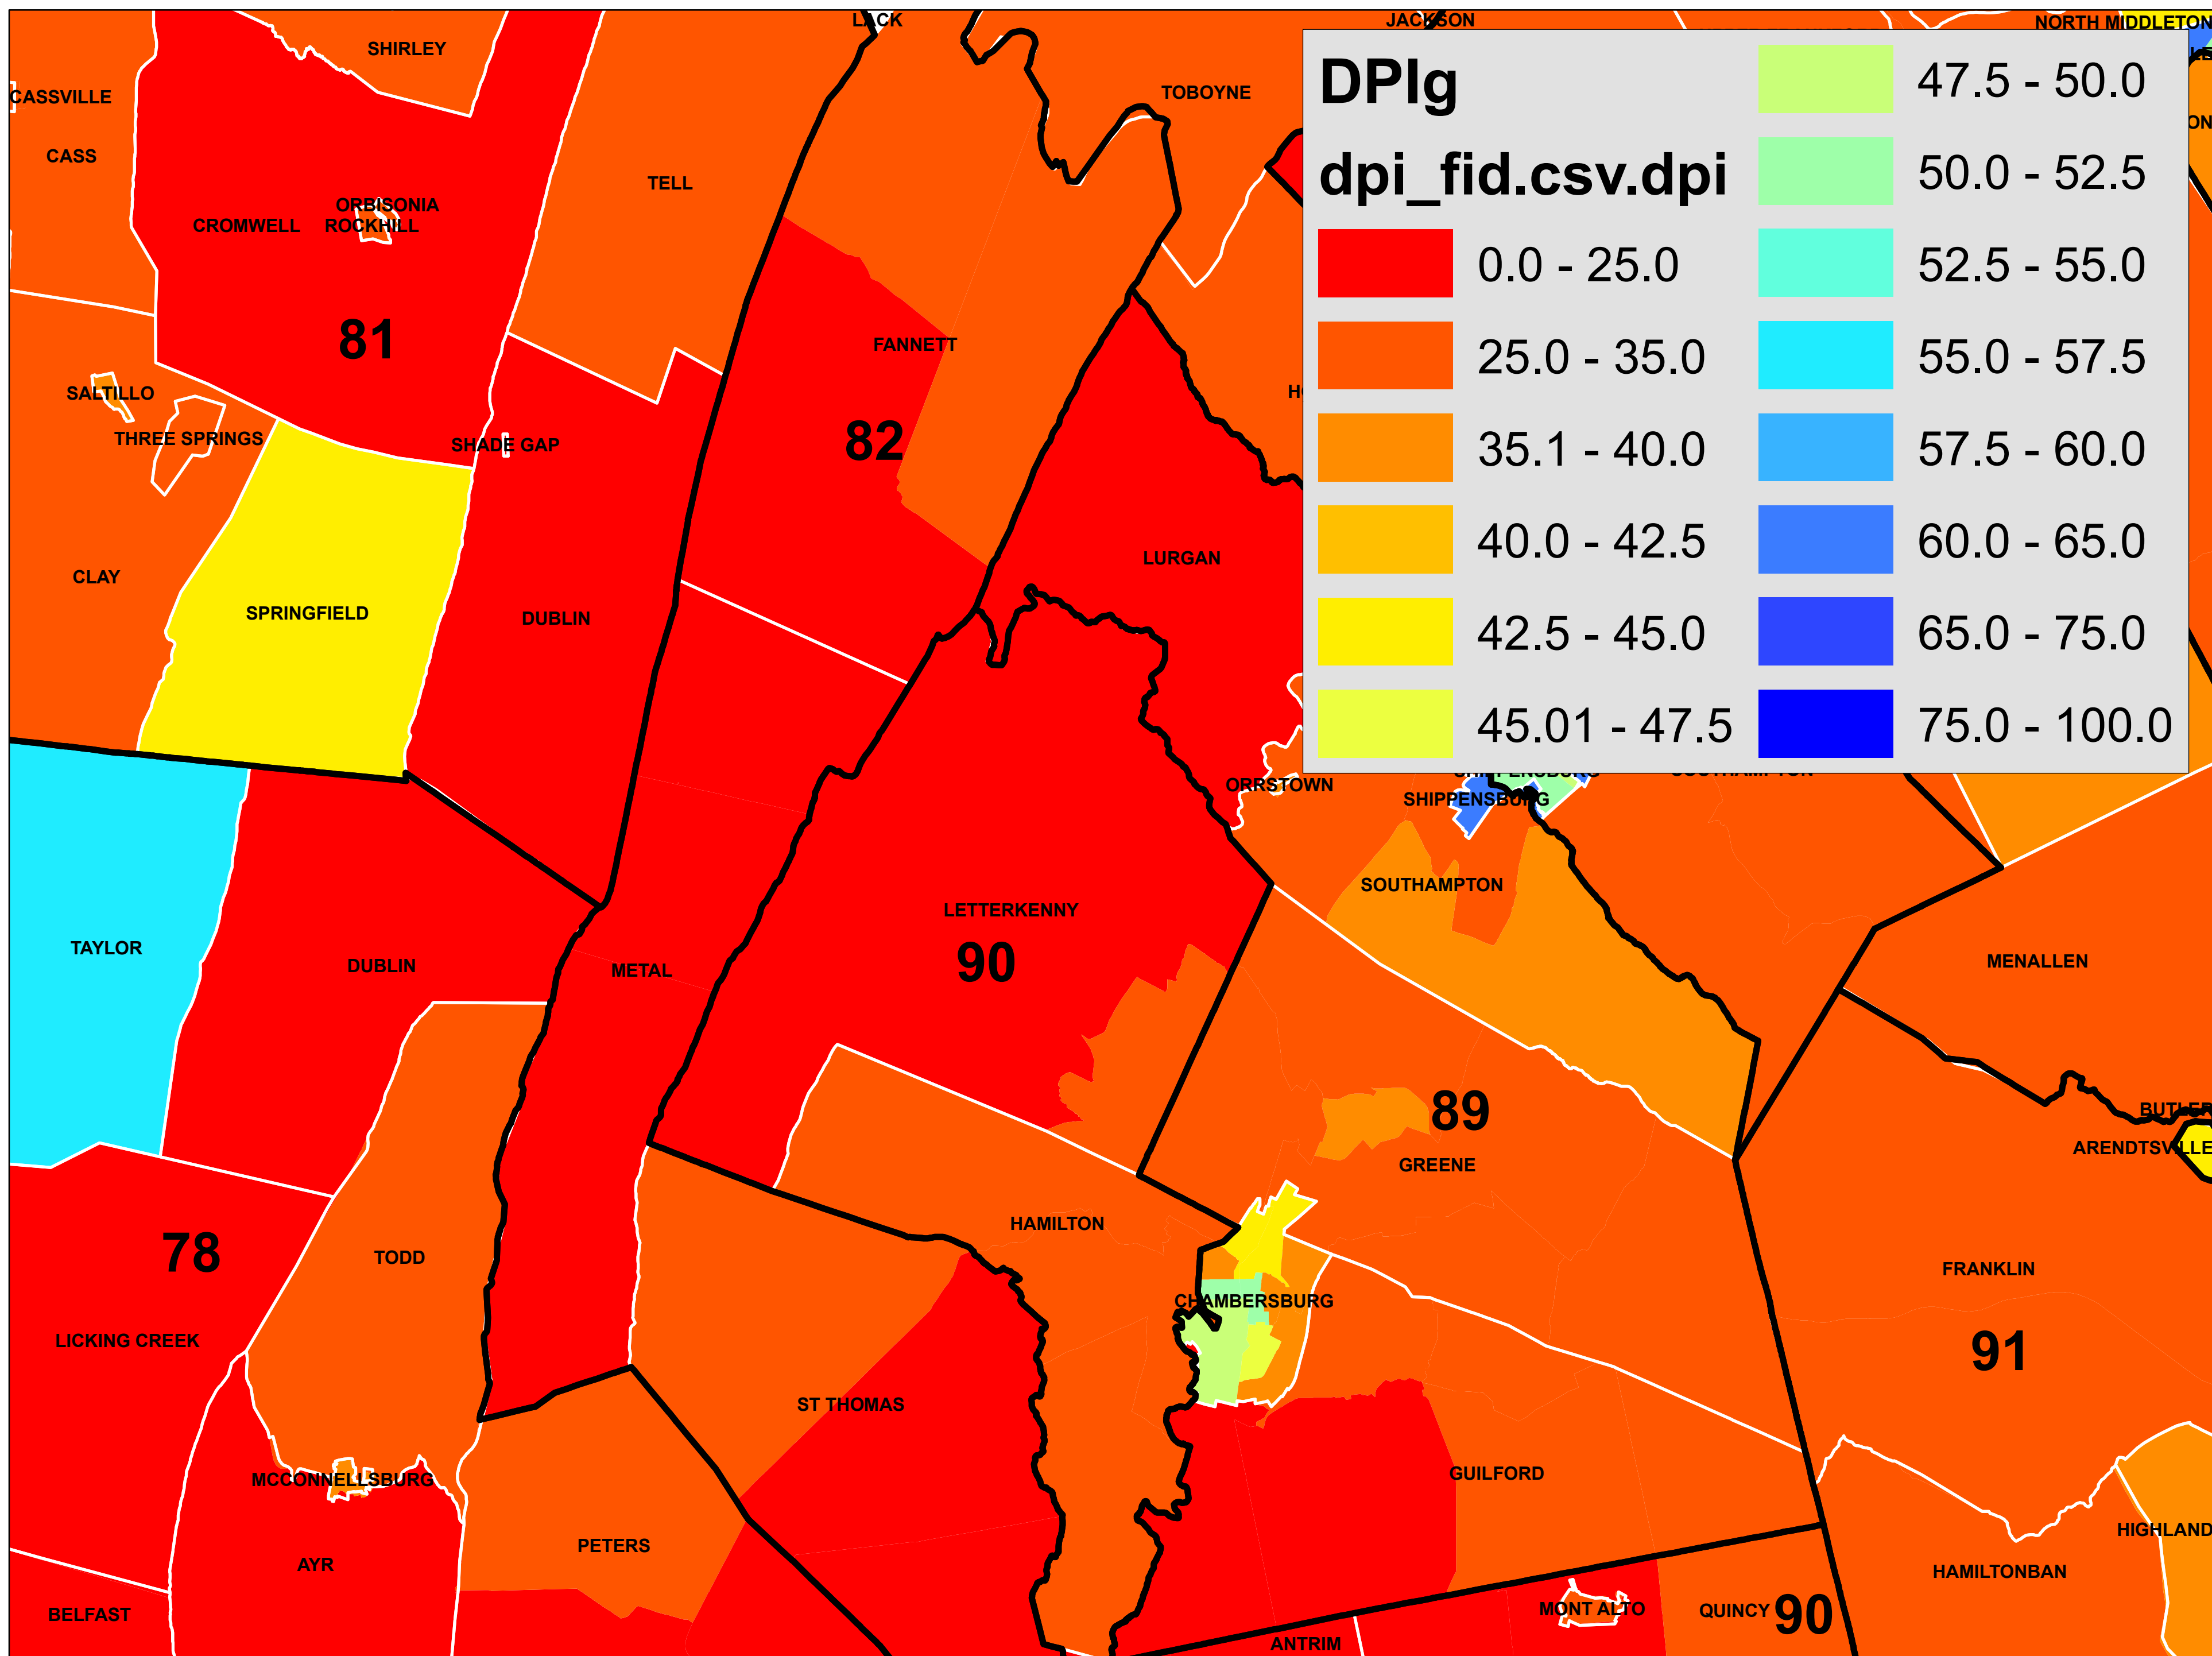 LACK
JACKSON
NORTH MIDDLETON
SHIRLEY
CASSVILLE
TOBOYNE
CASS
TELL
ORBISONIA
CROMWELL ROCKHILL
81
FANNETT
SALTILLO
THREE SPRINGS
SHADE GAP
82
LURGAN
CLAY
SPRINGFIELD
DUBLIN
DPIg
dpi_fid.csv.dpi
0.0 - 25.0
25.0 - 35.0
35.1 - 40.0
40.0 - 42.5
42.5 - 45.0
45.01 - 47.5
47.5 - 50.0
50.0 - 52.5
52.5 - 55.0
55.0 - 57.5
57.5 - 60.0
60.0 - 65.0
65.0 - 75.0
75.0 - 100.0
SHIPPENSBURG
SOUTHAMPTON
ORRSTOWN
SHIPPENSBURG
SOUTHAMPTON
LETTERKENNY
90
TAYLOR
DUBLIN
METAL
MENALLEN
89
GREENE
BUTLER
ARENDTSVILLE
78
TODD
HAMILTON
FRANKLIN
CHAMBERSBURG
LICKING CREEK
91
ST THOMAS
GUILFORD
MCCONNELLSBURG
PETERS
AYR
HIGHLAND
HAMILTONBAN
BELFAST
MONT ALTO
QUINCY 90
ANTRIM